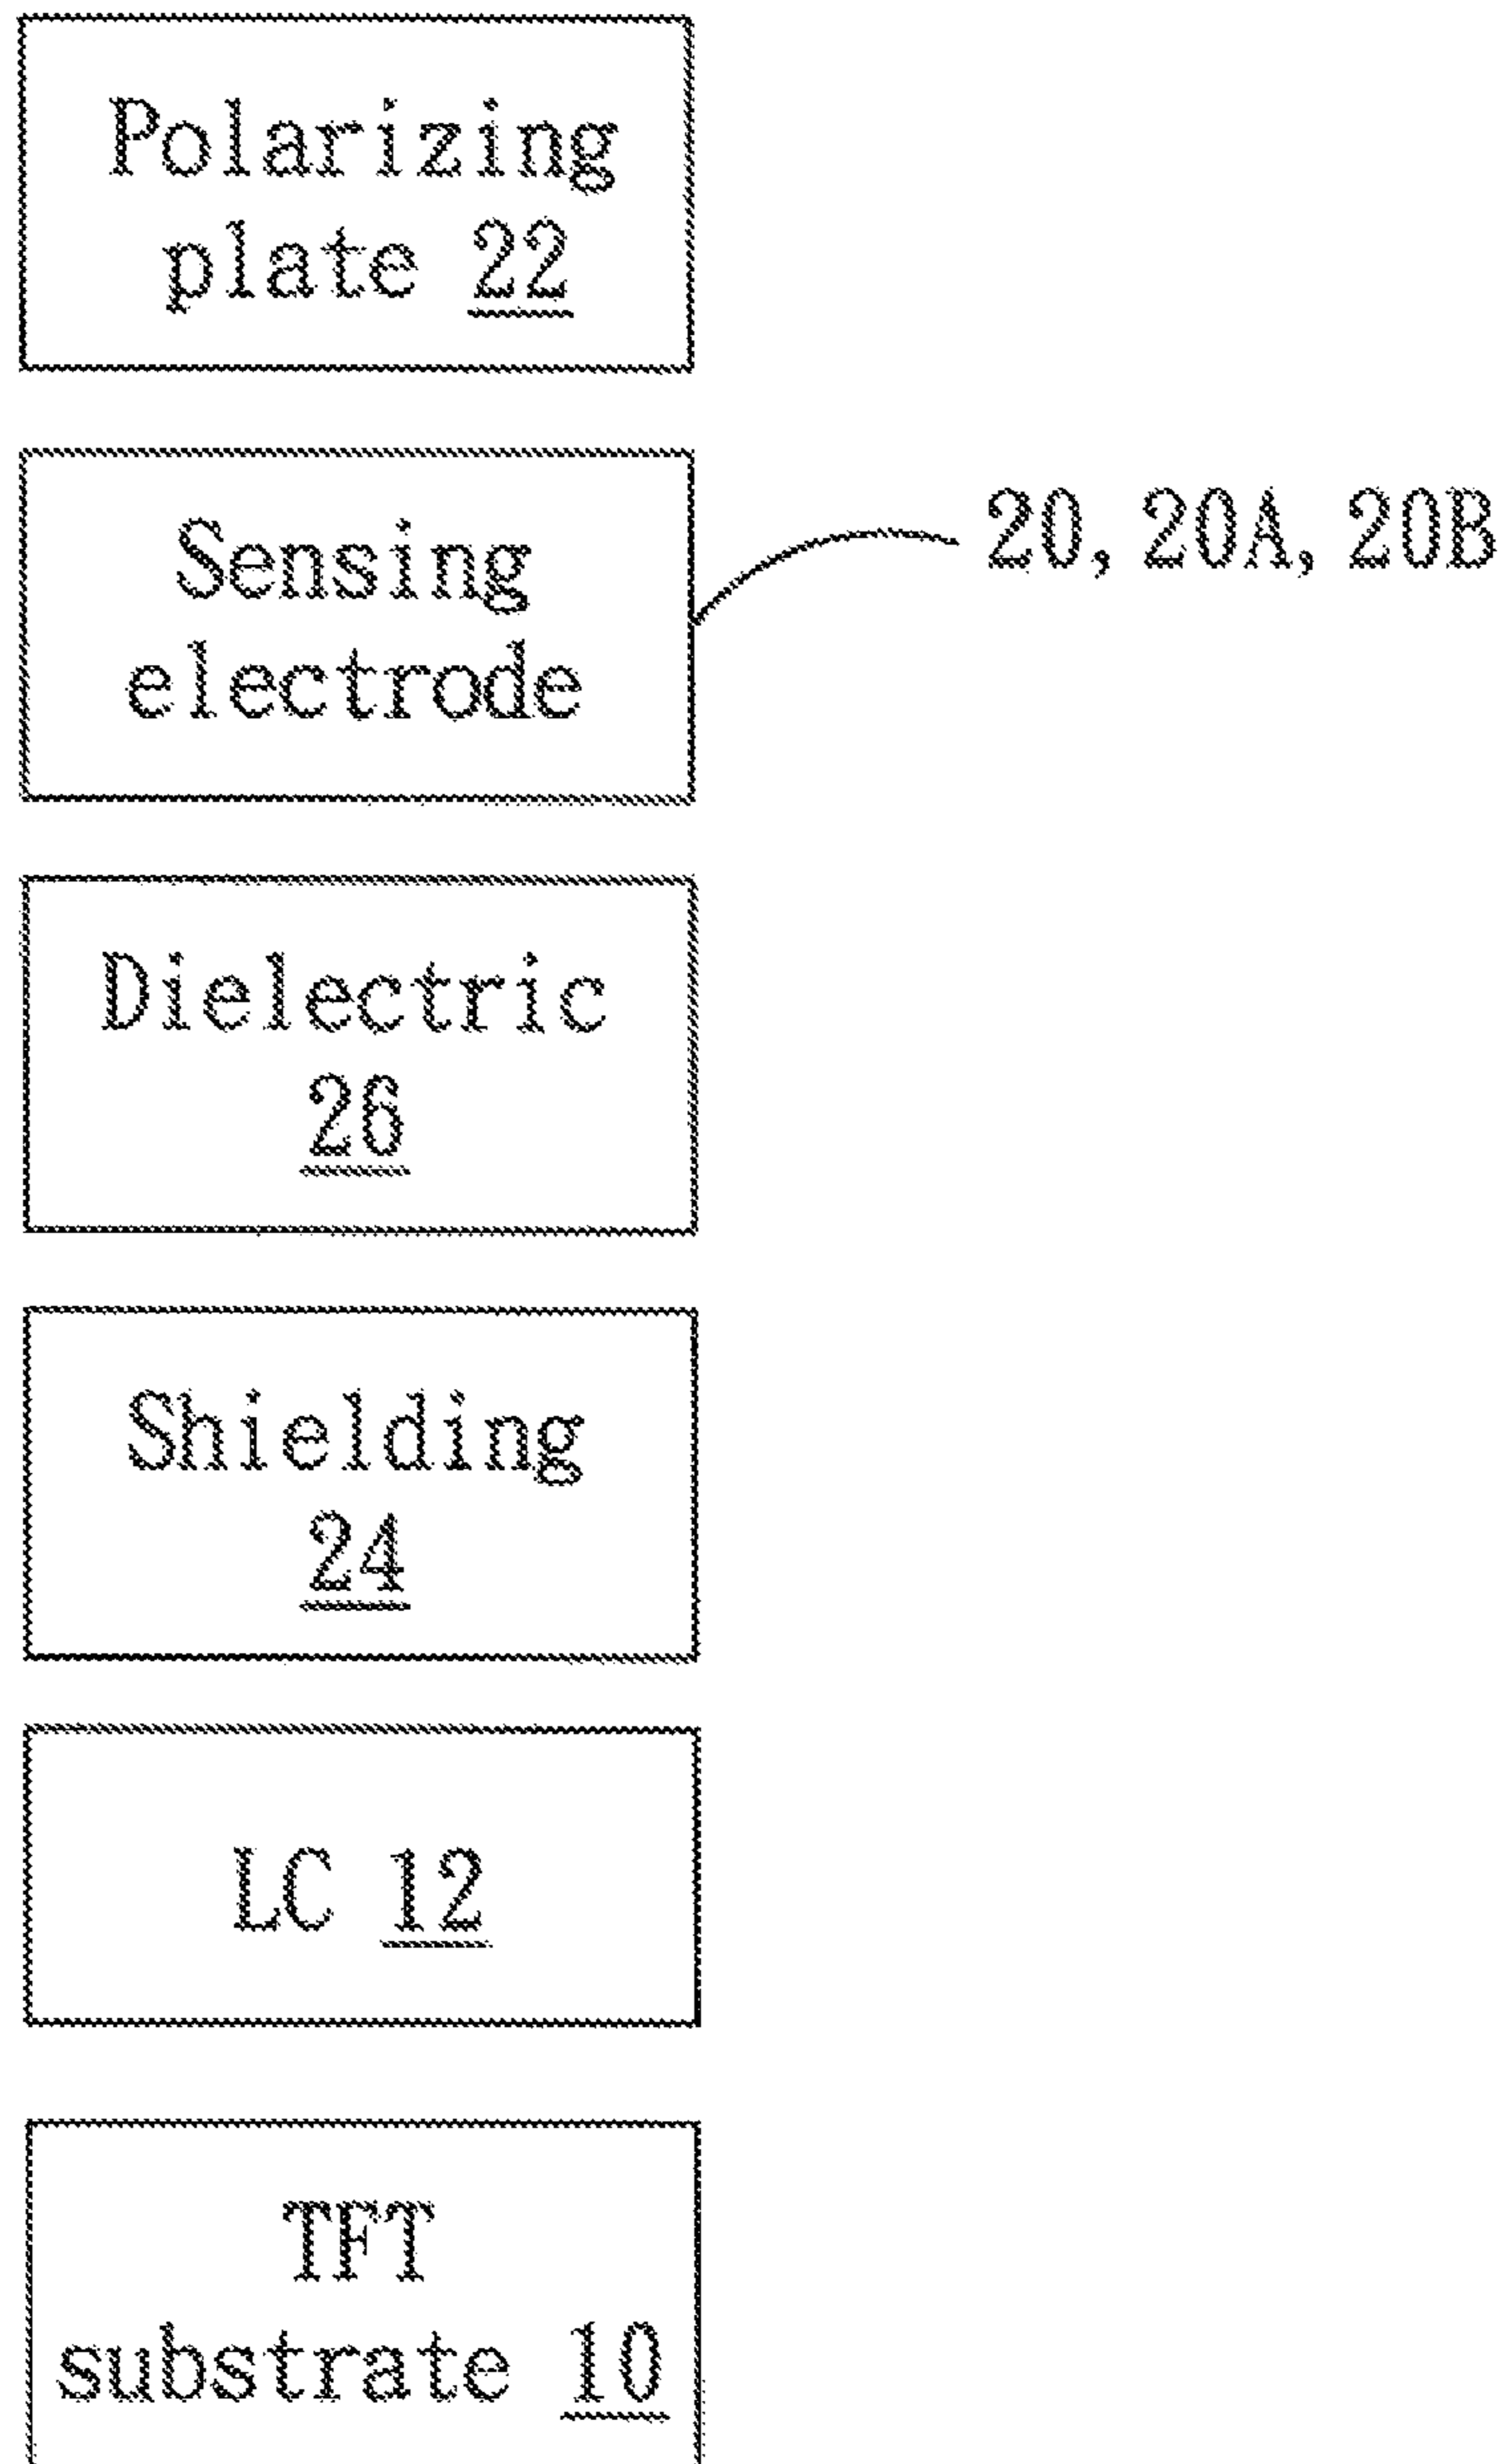 Polarizing
plate 22
Sensing
electrode
20, 20A, 20B
Dielectric
26
Shielding
24
LC 12
TFT
substrate 10